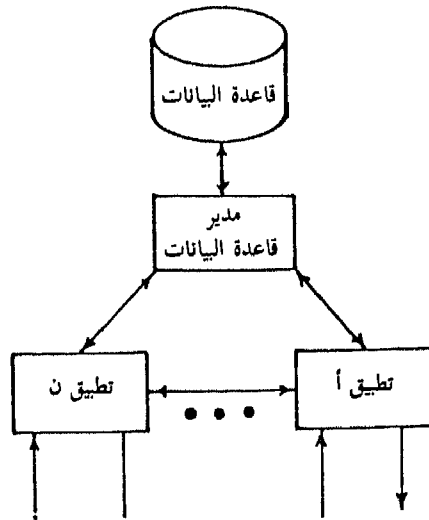 قاعدة البيانات
مدير
قاعدة البيانات
تطبيق أ
تطبيق ن